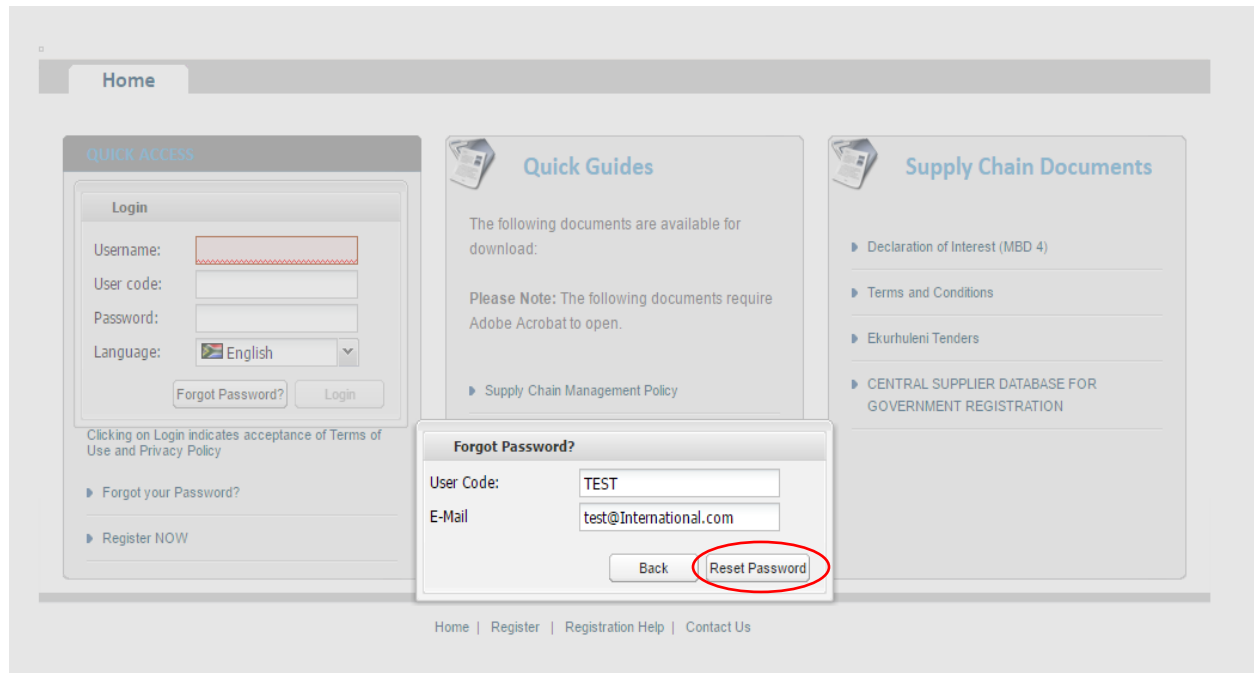 Home
QUICK ACCESS
Login
Username:
User code:
Password:
Language:
English
Forgot Password?
Login
Clicking on Login indicates acceptance of Terms of
Use and Privacy Policy
Forgot your Password?
Register NOW
Quick Guides
The following documents are available for
download:
Please Note: The following documents require
Adobe Acrobat to open.
Supply Chain Management Policy
Supply Chain Documents
Declaration of Interest (MBD 4)
Terms and Conditions
Ekurhuleni Tenders
CENTRAL SUPPLIER DATABASE FOR
GOVERNMENT REGISTRATION
Forgot Password?
User Code:
TEST
E-Mail
test@International.com
Back
Reset Password
Home | Register | Registration Help | Contact Us